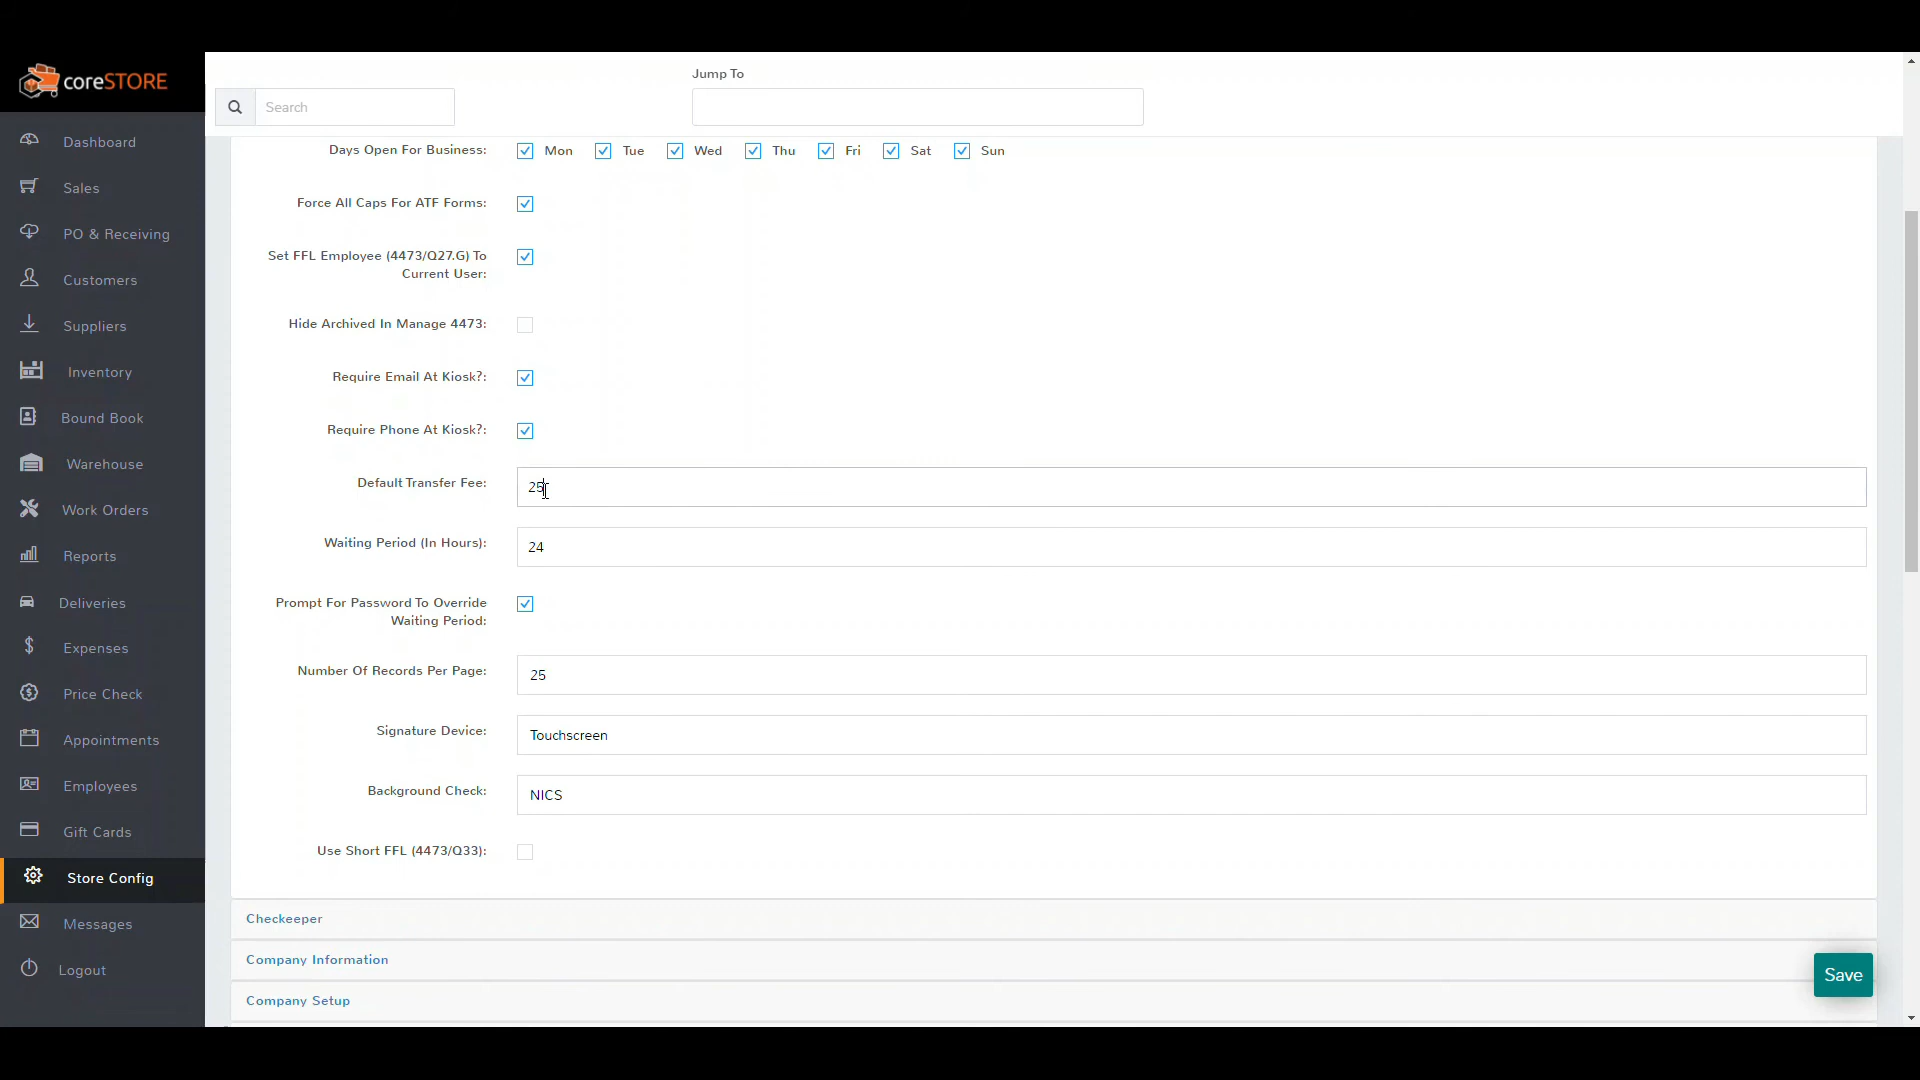 coreSTORE
Jump To
Search
Dashboard
Sales
PO & Receiving
Customers
Suppliers
Inventory
Bound Book
Warehouse
Work Orders
Reports
Deliveries
Expenses
Price Check
Appointments
Employees
Gift Cards
Store Config
Messages
Logout
Days Open For Business: Mon Tue Wed Thu Fri Sat Sun
Force All Caps For ATF Forms:
Set FFL Employee (4473/Q27.G) To
Current User:
Hide Archived In Manage 4473:
Require Email At Kiosk?:
Require Phone At Kiosk?:
Default Transfer Fee: 25
Waiting Period (In Hours): 24
Prompt For Password To Override
Waiting Period:
Number Of Records Per Page: 25
Signature Device: Touchscreen
Background Check: NICS
Use Short FFL (4473/Q33):
Checkeeper
Company Information
Company Setup
Save